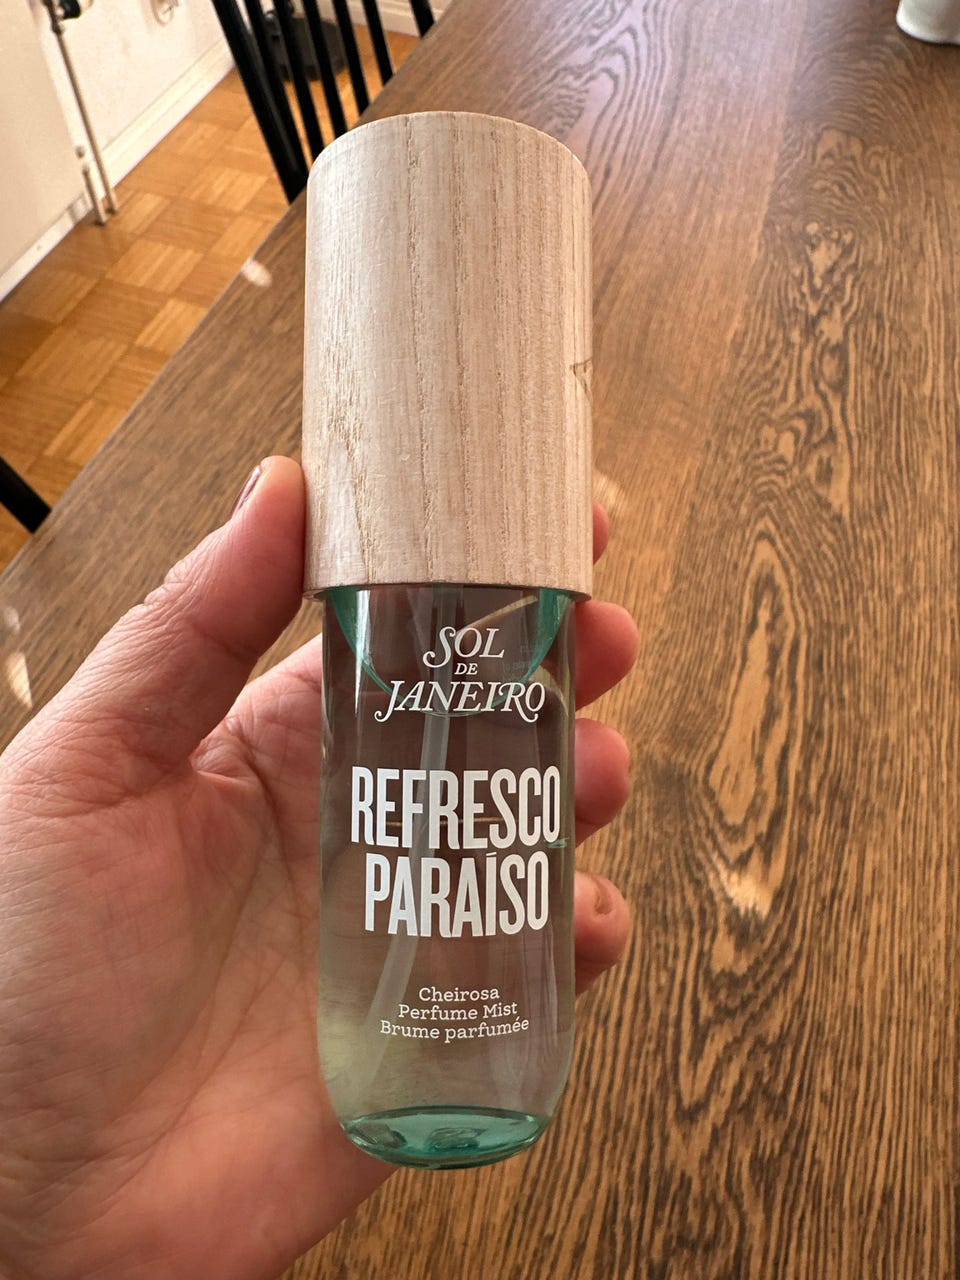 SOL
DE
JANEIRO
REFRESCO
PARAÍSO
Cheirosa
Perfume Mist
Brume parfumée